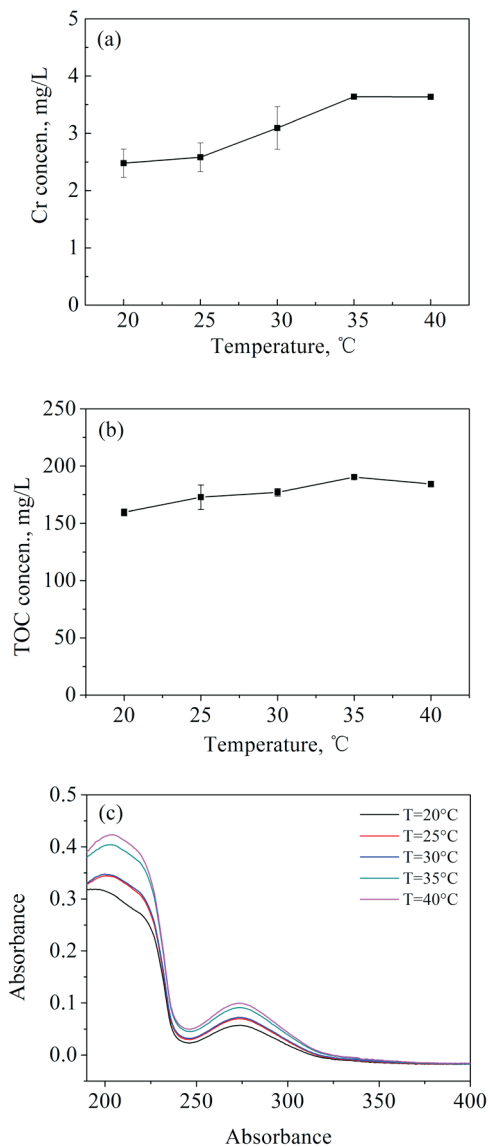 (a)
Cr concen., mg/L
5
4
3
2
1
0
20 25 30 35 40
Temperature, ℃
(b)
TOC concen., mg/L
250
200
150
100
50
0
20 25 30 35 40
Temperature, ℃
(c)
T=20°C
T=25°C
T=30°C
T=35°C
T=40°C
Absorbance
0.5
0.4
0.3
0.2
0.1
0.0
200 250 300 350 400
Absorbance